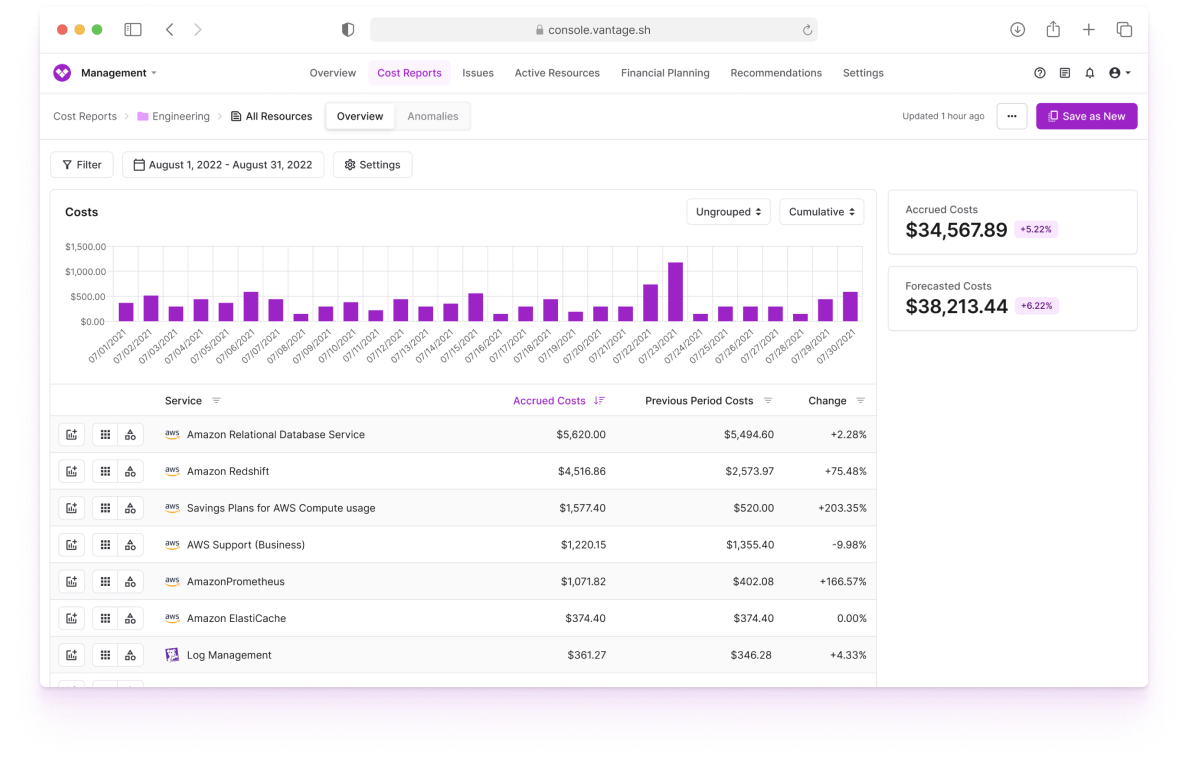 console.vantage.sh
Management Overview Cost Reports Issues Active Resources Financial Planning Recommendations Settings
Cost Reports Engineering All Resources Overview Anomalies Updated 1 hour ago ... Save as New
Filter August 1, 2022 - August 31, 2022 Settings
Costs Ungrouped Cumulative
$1,500.00
$1,000.00
$500.00
$0.00
07/01/2021 07/02/2021 07/03/2021 07/04/2021 07/05/2021 07/06/2021 07/07/2021 07/08/2021 07/09/2021 07/10/2021 07/11/2021 07/12/2021 07/13/2021 07/14/2021 07/15/2021 07/16/2021 07/17/2021 07/18/2021 07/19/2021 07/20/2021 07/21/2021 07/22/2021 07/23/2021 07/24/2021 07/25/2021 07/26/2021 07/27/2021 07/28/2021 07/29/2021 07/30/2021
Accrued Costs
$34,567.89 +5.22%
Forecasted Costs
$38,213.44 +6.22%
Service Accrued Costs Previous Period Costs Change
aws Amazon Relational Database Service $5,620.00 $5,494.60 +2.28%
aws Amazon Redshift $4,516.86 $2,573.97 +75.48%
aws Savings Plans for AWS Compute usage $1,577.40 $520.00 +203.35%
aws AWS Support (Business) $1,220.15 $1,355.40 -9.98%
aws AmazonPrometheus $1,071.82 $402.08 +166.57%
aws Amazon ElastiCache $374.40 $374.40 0.00%
Log Management $361.27 $346.28 +4.33%